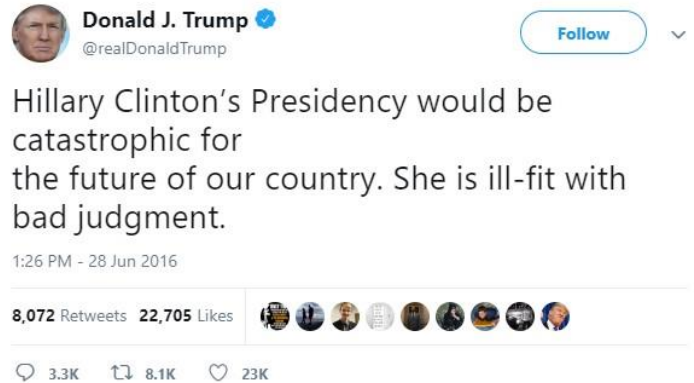 Donald J. Trump
@realDonaldTrump
Follow
Hillary Clinton's Presidency would be
catastrophic for
the future of our country. She is ill-fit with
bad judgment.
1:26 PM - 28 Jun 2016
8,072 Retweets 22,705 Likes
3.3K 8.1K 23K